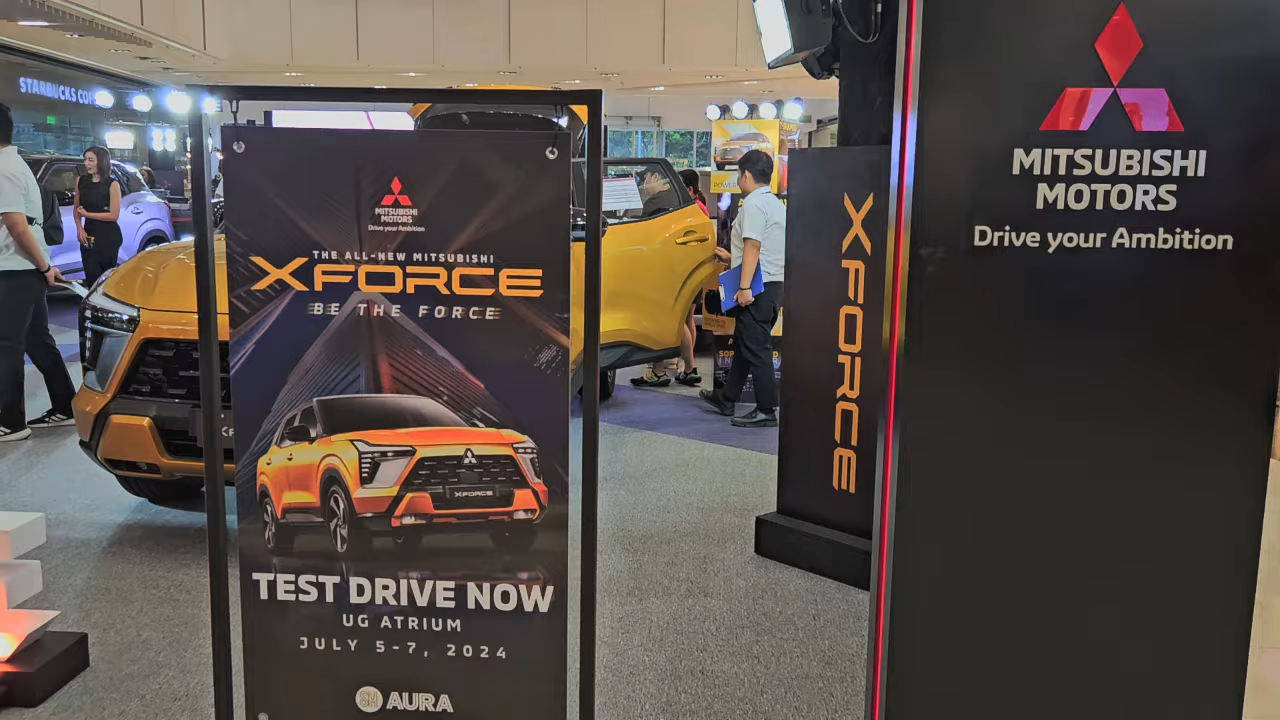 STARBUCKS
MITSUBISHI
MOTORS
Drive your Ambition
THE ALL-NEW MITSUBISHI
XFORCE
BE THE FORCE
XFORCE
TEST DRIVE NOW
UG ATRIUM
JULY 5-7, 2024
SM AURA
XFORCE
MITSUBISHI
MOTORS
Drive your Ambition